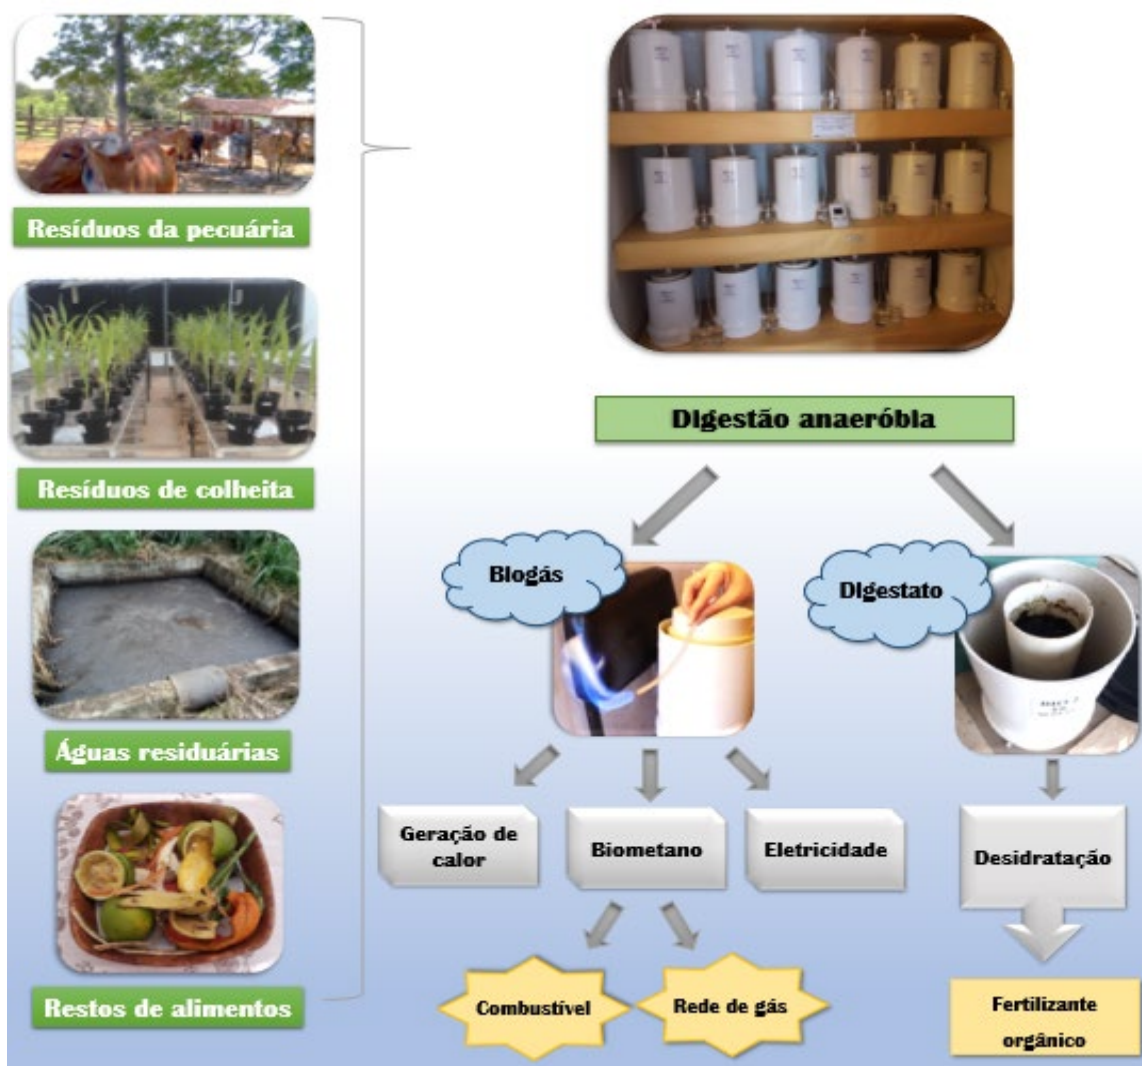 Resíduos da pecuária
Resíduos de colheita
Águas residuárias
Restos de alimentos
Digestão anaeróbia
Biogás
Digestato
Geração de
calor
Biometano
Eletricidade
Desidratação
Combustível
Rede de gás
Fertilizante
orgânico